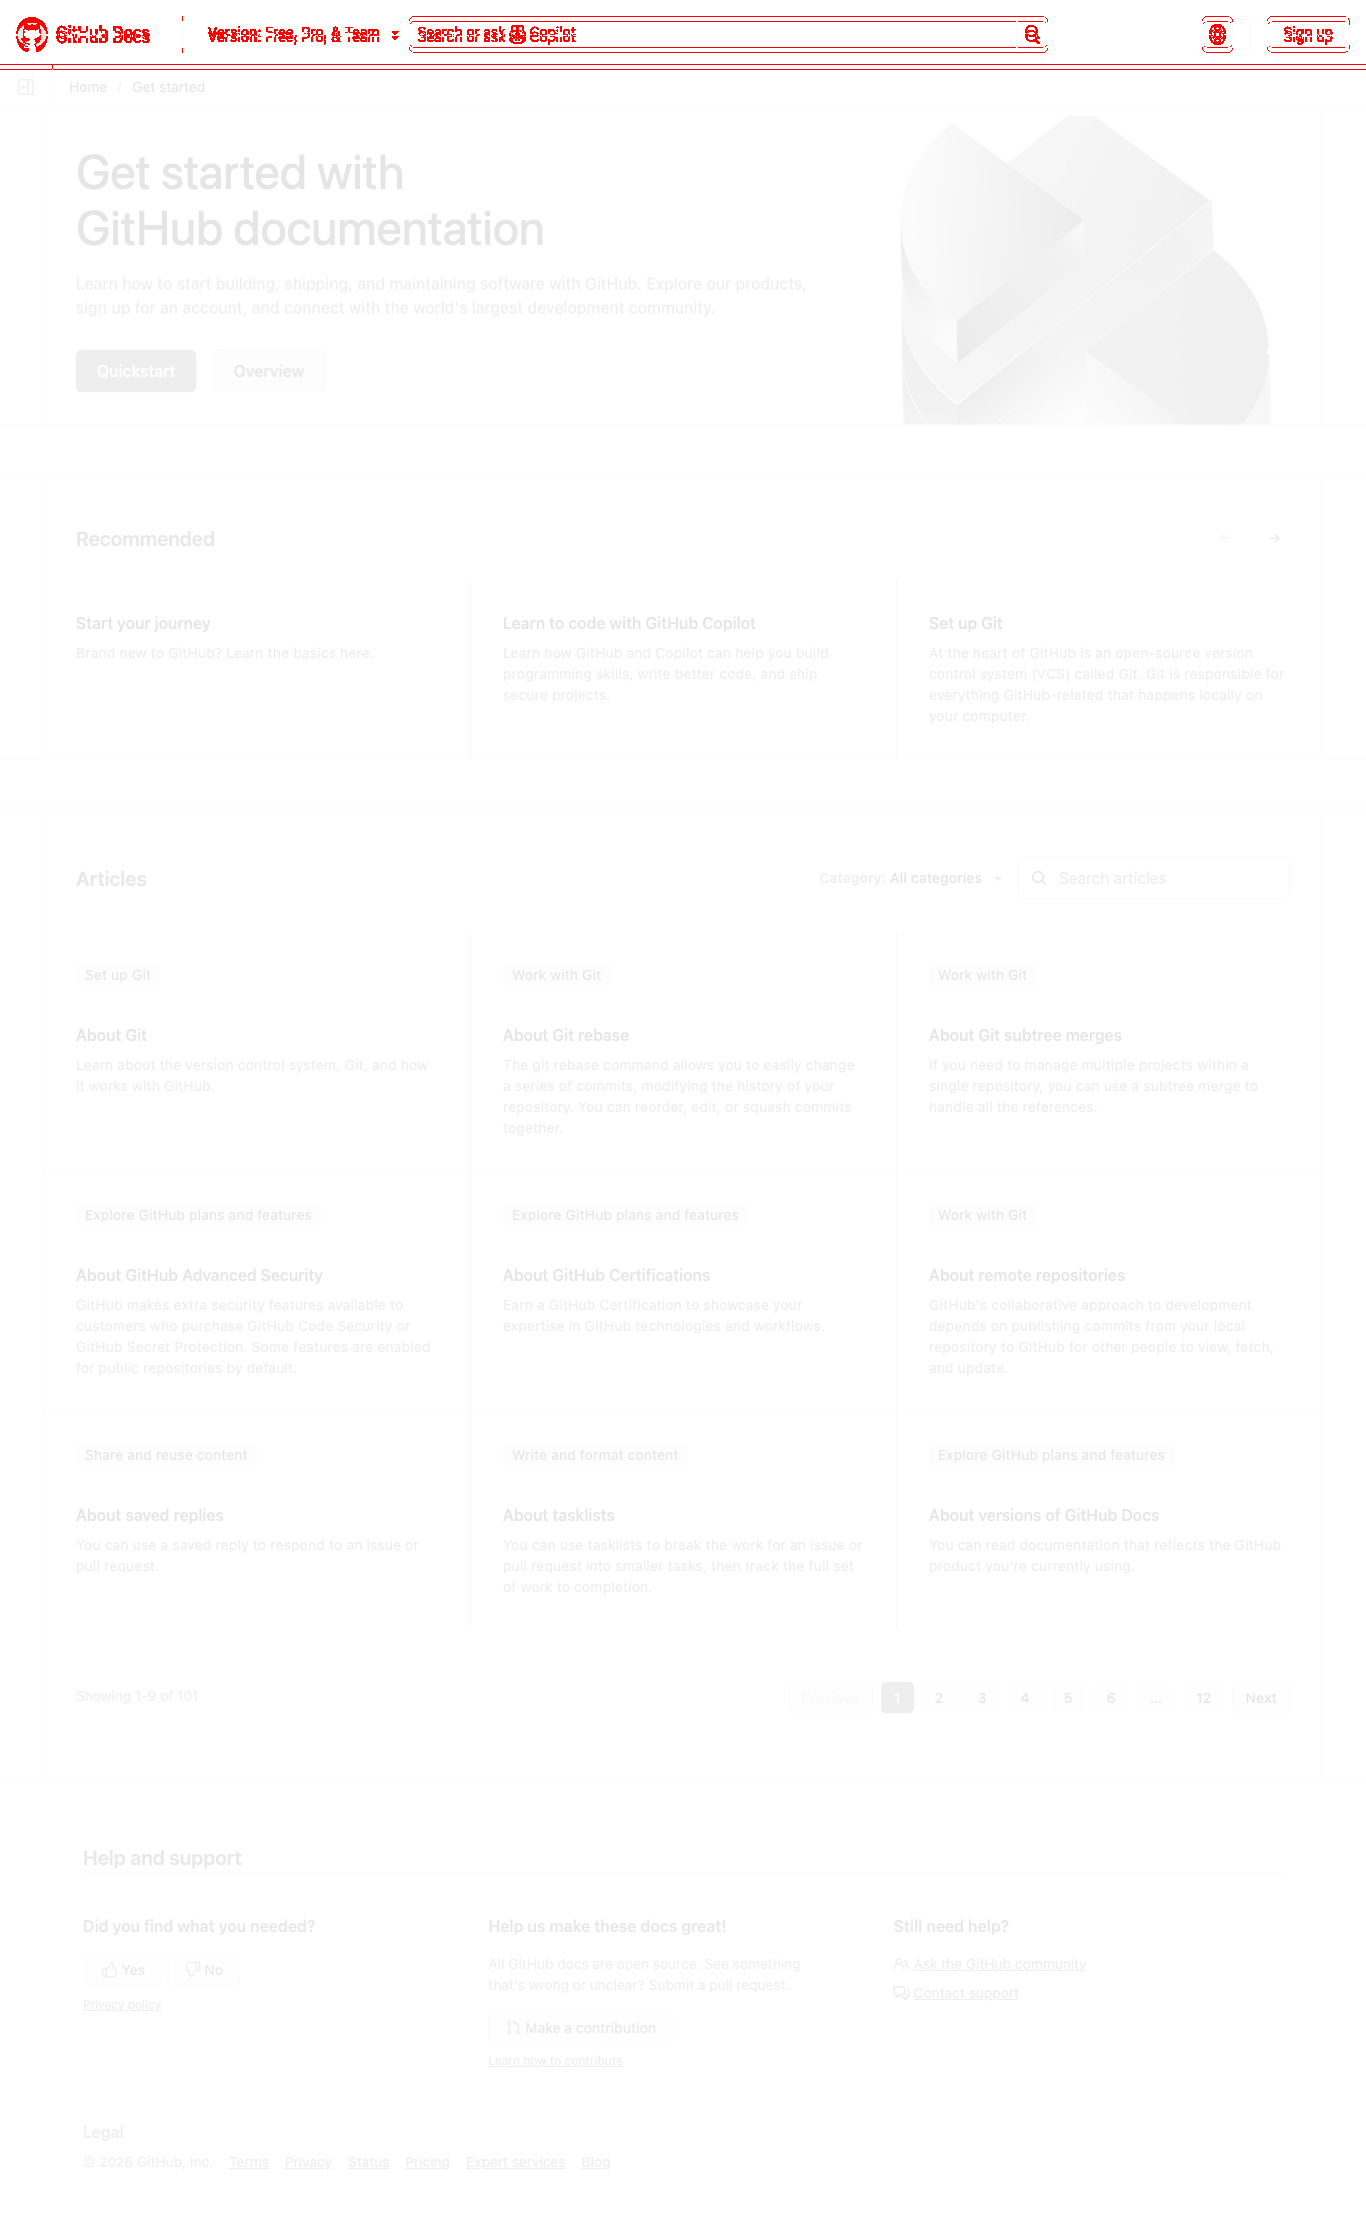 GitHub Docs
Version: Free, Pro, & Team
Search or ask Copilot
Sign up
Home / Get started
Get started with
GitHub documentation
Learn how to start building, shipping, and maintaining software with GitHub. Explore our products,
sign up for an account, and connect with the world's largest development community.
Quickstart
Overview
Recommended
Start your journey
Brand new to GitHub? Learn the basics here.
Learn to code with GitHub Copilot
Learn how GitHub and Copilot can help you build
programming skills, write better code, and ship
secure projects.
Set up Git
At the heart of GitHub is an open-source version
control system (VCS) called Git. Git is responsible for
everything GitHub-related that happens locally on
your computer.
Articles
Category: All categories
Search articles
Set up Git
About Git
Learn about the version control system, Git, and how
it works with GitHub.
Work with Git
About Git rebase
The git rebase command allows you to easily change
a series of commits, modifying the history of your
repository. You can reorder, edit, or squash commits
together.
Work with Git
About Git subtree merges
If you need to manage multiple projects within a
single repository, you can use a subtree merge to
handle all the references.
Explore GitHub plans and features
About GitHub Advanced Security
GitHub makes extra security features available to
customers who purchase GitHub Code Security or
GitHub Secret Protection. Some features are enabled
for public repositories by default.
Explore GitHub plans and features
About GitHub Certifications
Earn a GitHub Certification to showcase your
expertise in GitHub technologies and workflows.
Work with Git
About remote repositories
GitHub's collaborative approach to development
depends on publishing commits from your local
repository to GitHub for other people to view, fetch,
and update.
Share and reuse content
About saved replies
You can use a saved reply to respond to an issue or
pull request.
Write and format content
About tasklists
You can use tasklists to break the work for an issue or
pull request into smaller tasks, then track the full set
of work to completion.
Explore GitHub plans and features
About versions of GitHub Docs
You can read documentation that reflects the GitHub
product you're currently using.
Showing 1-9 of 101
Previous 1 2 3 4 5 6 … 12 Next
Help and support
Did you find what you needed?
Yes No
Privacy policy
Help us make these docs great!
All GitHub docs are open source. See something
that's wrong or unclear? Submit a pull request.
Make a contribution
Learn how to contribute
Still need help?
Ask the GitHub community
Contact support
Legal
© 2026 GitHub, Inc. Terms Privacy Status Pricing Expert services Blog